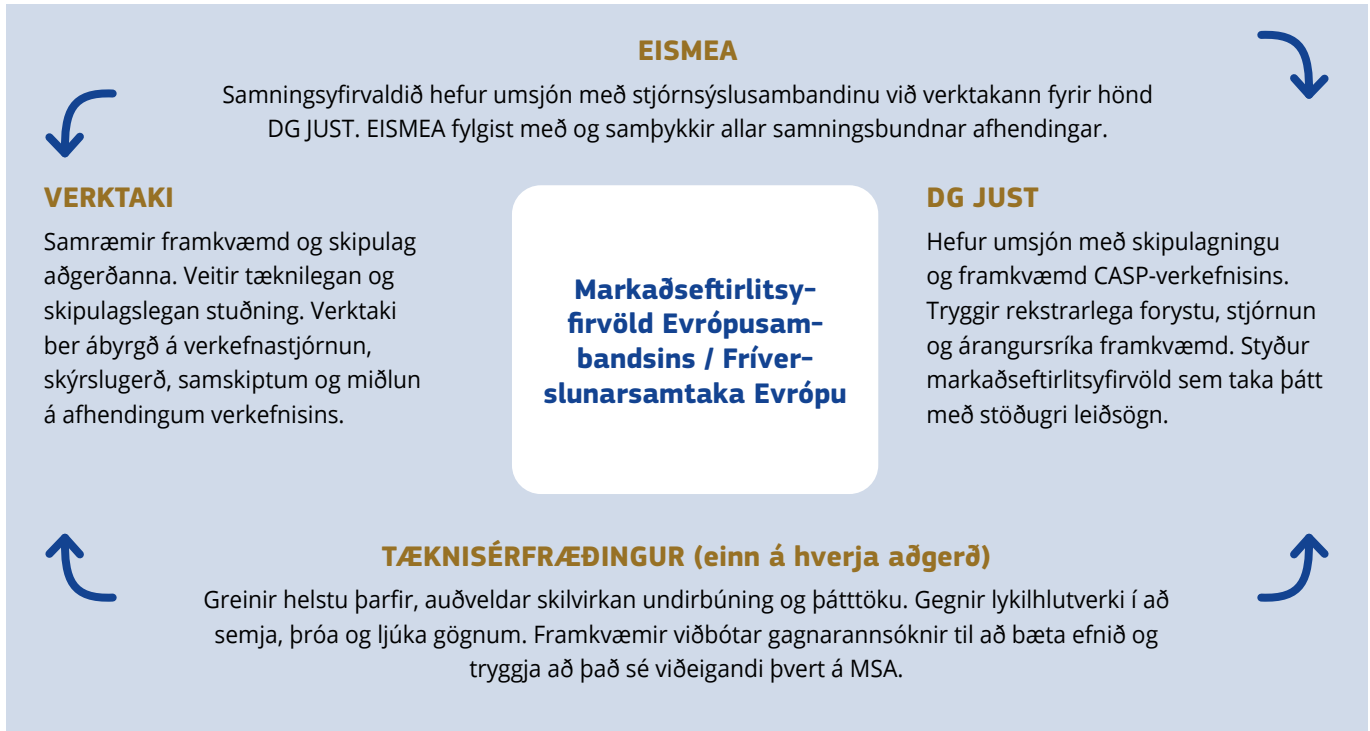 EISMEA
Samningsyfirvaldið hefur umsjón með stjórnsýslusambandinu við verktakann fyrir hönd
DG JUST. EISMEA fylgist með og samþykkir allar samningsbundnar afhendingar.
VERKTAKI
Samræmir framkvæmd og skipulag
aðgerðanna. Veitir tæknilegan og
skipulagslegan stuðning. Verktaki
ber ábyrgð á verkefnastjórnun,
skýrslugerð, samskiptum og miðlun
á afhendingum verkefnisins.
Markaðseftirlitsy-
firvöld Evrópusam-
bandsins / Fríver-
slunarsamtaka Evrópu
DG JUST
Hefur umsjón með skipulagningu
og framkvæmd CASP-verkefnisins.
Tryggir rekstrarlega forystu, stjórnun
og árangursríka framkvæmd. Styður
markaðseftirlitsyfirvöld sem taka þátt
með stöðugri leiðsögn.
TÆKNISÉRFRÆÐINGUR (einn á hverja aðgerð)
Greinir helstu þarfir, auðveldar skilvirkan undirbúning og þátttöku. Gegnir lykilhlutverki í að
semja, þróa og ljúka gögnum. Framkvæmir viðbótar gagnarannsóknir til að bæta efnið og
tryggja að það sé viðeigandi þvert á MSA.